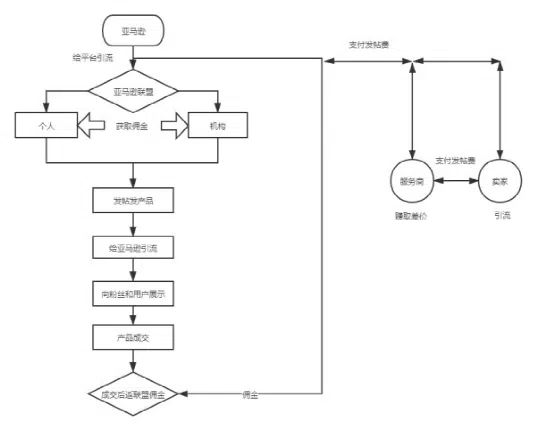 亚马逊
支付发帖费
给平台引流
亚马逊联盟
个人
获取佣金
机构
支付发帖费
服务商
卖家
发帖发产品
赚取差价
引流
给亚马逊引流
向粉丝和用户展示
产品成交
成交后返联盟佣金
佣金